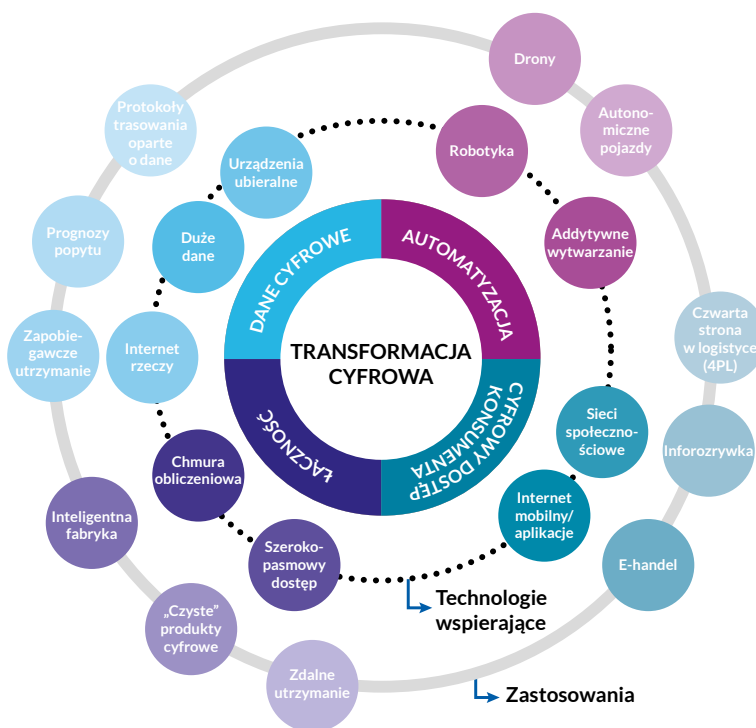 Drony
Protokoły
trasowania
oparte
o dane
Autono-
miczne
pojazdy
Urządzenia
ubieralne
Robotyka
Prognozy
popytu
Duże
dane
Addytywne
wytwarzanie
DANE CYFROWE
AUTOMATYZACJA
Zapobie-
gawcze
utrzymanie
Internet
rzeczy
TRANSFORMACJA
CYFROWA
Czwarta
strona
w logistyce
(4PL)
ŁĄCZNOŚĆ
CYFROWY DOSTĘP
KONSUMENTA
Sieci
społeczno-
ściowe
Inforozrywka
Chmura
obliczeniowa
Internet
mobilny/
aplikacje
Inteligentna
fabryka
Szeroko-
pasmowy
dostęp
E-handel
„Czyste”
produkty
cyfrowe
Technologie
wspierające
Zdalne
utrzymanie
Zastosowania